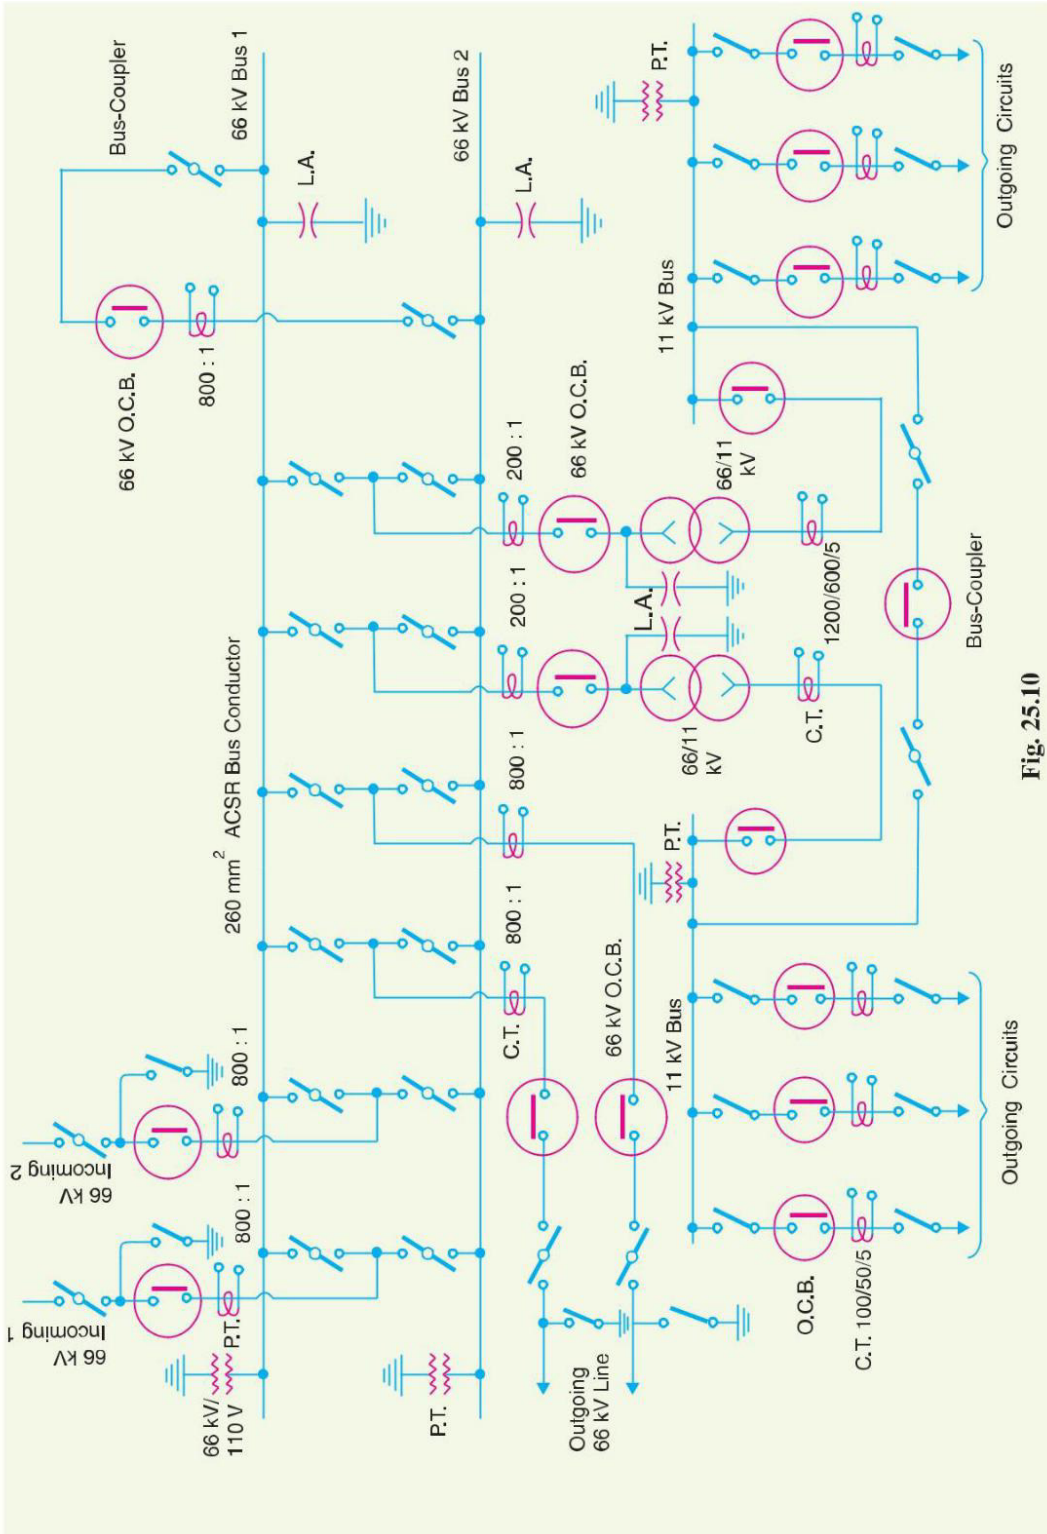 66 kV
Incoming 1
66 kV
Incoming 2
66 kV/
110 V
P.T.
800 : 1
800 : 1
260 mm2 ACSR Bus Conductor
66 kV O.C.B.
800 : 1
Bus-Coupler
66 kV Bus 1
L.A.
P.T.
66 kV Bus 2
L.A.
C.T.
800 : 1
800 : 1
200 : 1
200 : 1
66 kV O.C.B.
66 kV O.C.B.
Outgoing
66 kV Line
L.A.
66/11
kV
66/11
kV
C.T.
1200/600/5
11 kV Bus
P.T.
11 kV Bus
P.T.
O.C.B.
C.T. 100/50/5
Outgoing Circuits
Bus-Coupler
Outgoing Circuits
Fig. 25.10